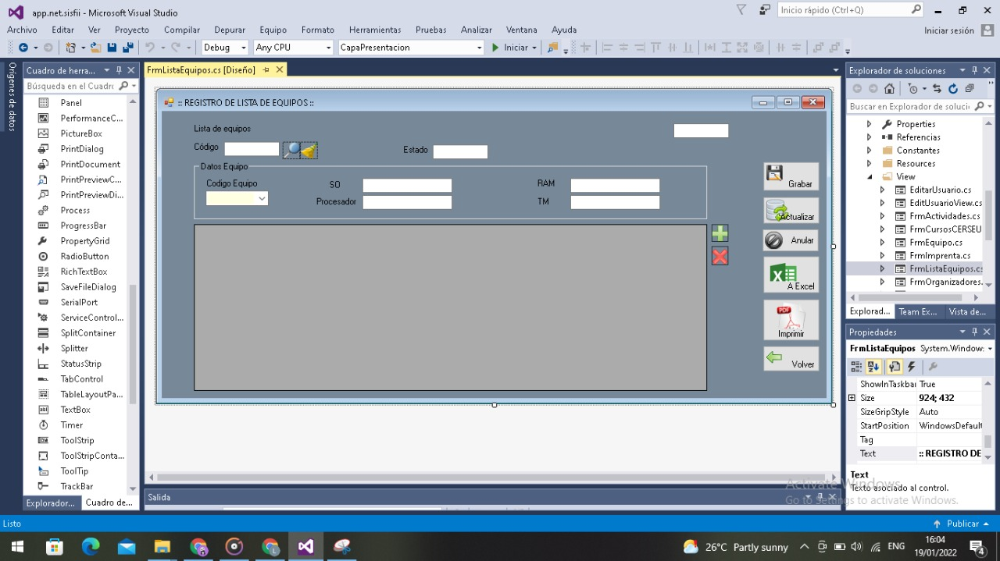 app.net.sisfii - Microsoft Visual Studio
Inicio rápido (Ctrl+Q)
Archivo Editar Ver Proyecto Compilar Depurar Equipo Formato Herramientas Pruebas Analizar Ventana Ayuda
Iniciar sesión
Debug Any CPU CapaPresentacion Iniciar
Orígenes de datos
Cuadro de herra...
Búsqueda en el Cuadro
Panel
PerformanceC...
PictureBox
PrintDialog
PrintDocument
PrintPreviewC...
PrintPreviewDi...
Process
ProgressBar
PropertyGrid
RadioButton
RichTextBox
SaveFileDialog
SerialPort
ServiceControl...
SplitContainer
Splitter
StatusStrip
TabControl
TableLayoutPa...
TextBox
Timer
ToolStrip
ToolStripConta...
ToolTip
TrackBar
Explorador... Cuadro de...
FrmListaEquipos.cs [Diseño]
:: REGISTRO DE LISTA DE EQUIPOS ::
Lista de equipos
Código
Estado
Datos Equipo
Codigo Equipo
SO
RAM
Procesador
TM
Grabar
Actualizar
Anular
A Excel
PDF
Imprimir
Volver
Salida
Explorador de soluciones
Buscar en Explorador de soluci
Properties
Referencias
Constantes
Resources
View
EditarUsuario.cs
EditUsuarioView.cs
FrmActividades.cs
FrmCursosCERSEU
FrmEquipo.cs
FrmImprenta.cs
FrmListaEquipos.cs
FrmOrganizadores.
Explorad... Team Ex... Vista de...
Propiedades
FrmListaEquipos System.Window:
ShowInTaskbar True
Size 924; 432
SizeGripStyle Auto
StartPosition WindowsDefault
Tag
Text :: REGISTRO DE
Text
Texto asociado al control.
Activate Windows
Go to Settings to activate Windows.
Listo
Publicar
26°C Partly sunny
ENG
16:04
19/01/2022
4